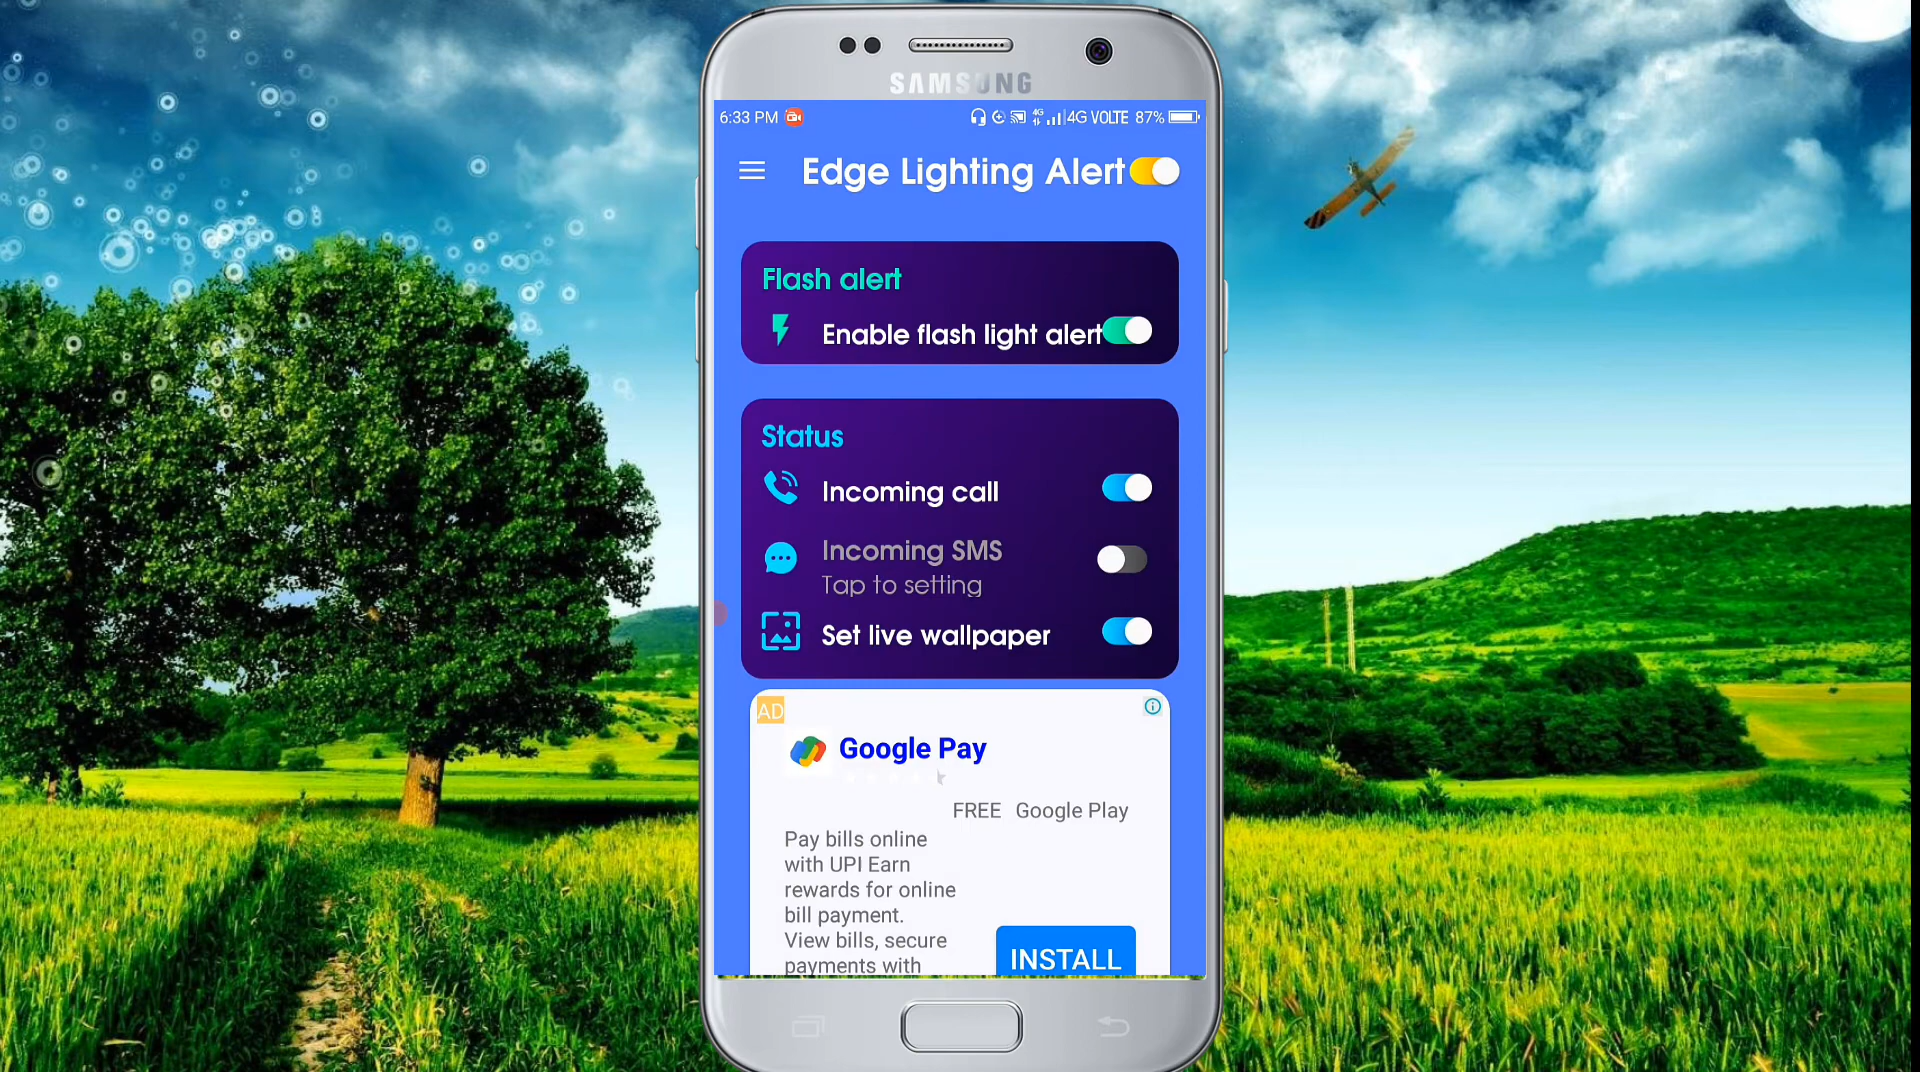 SAMSUNG
6:33 PM 4G 4G VOLTE 87%
Edge Lighting Alert
Flash alert
Enable flash light alert
Status
Incoming call
Incoming SMS
Tap to setting
Set live wallpaper
AD
Google Pay
FREE Google Play
Pay bills online
with UPI Earn
rewards for online
bill payment.
View bills, secure
payments with
INSTALL